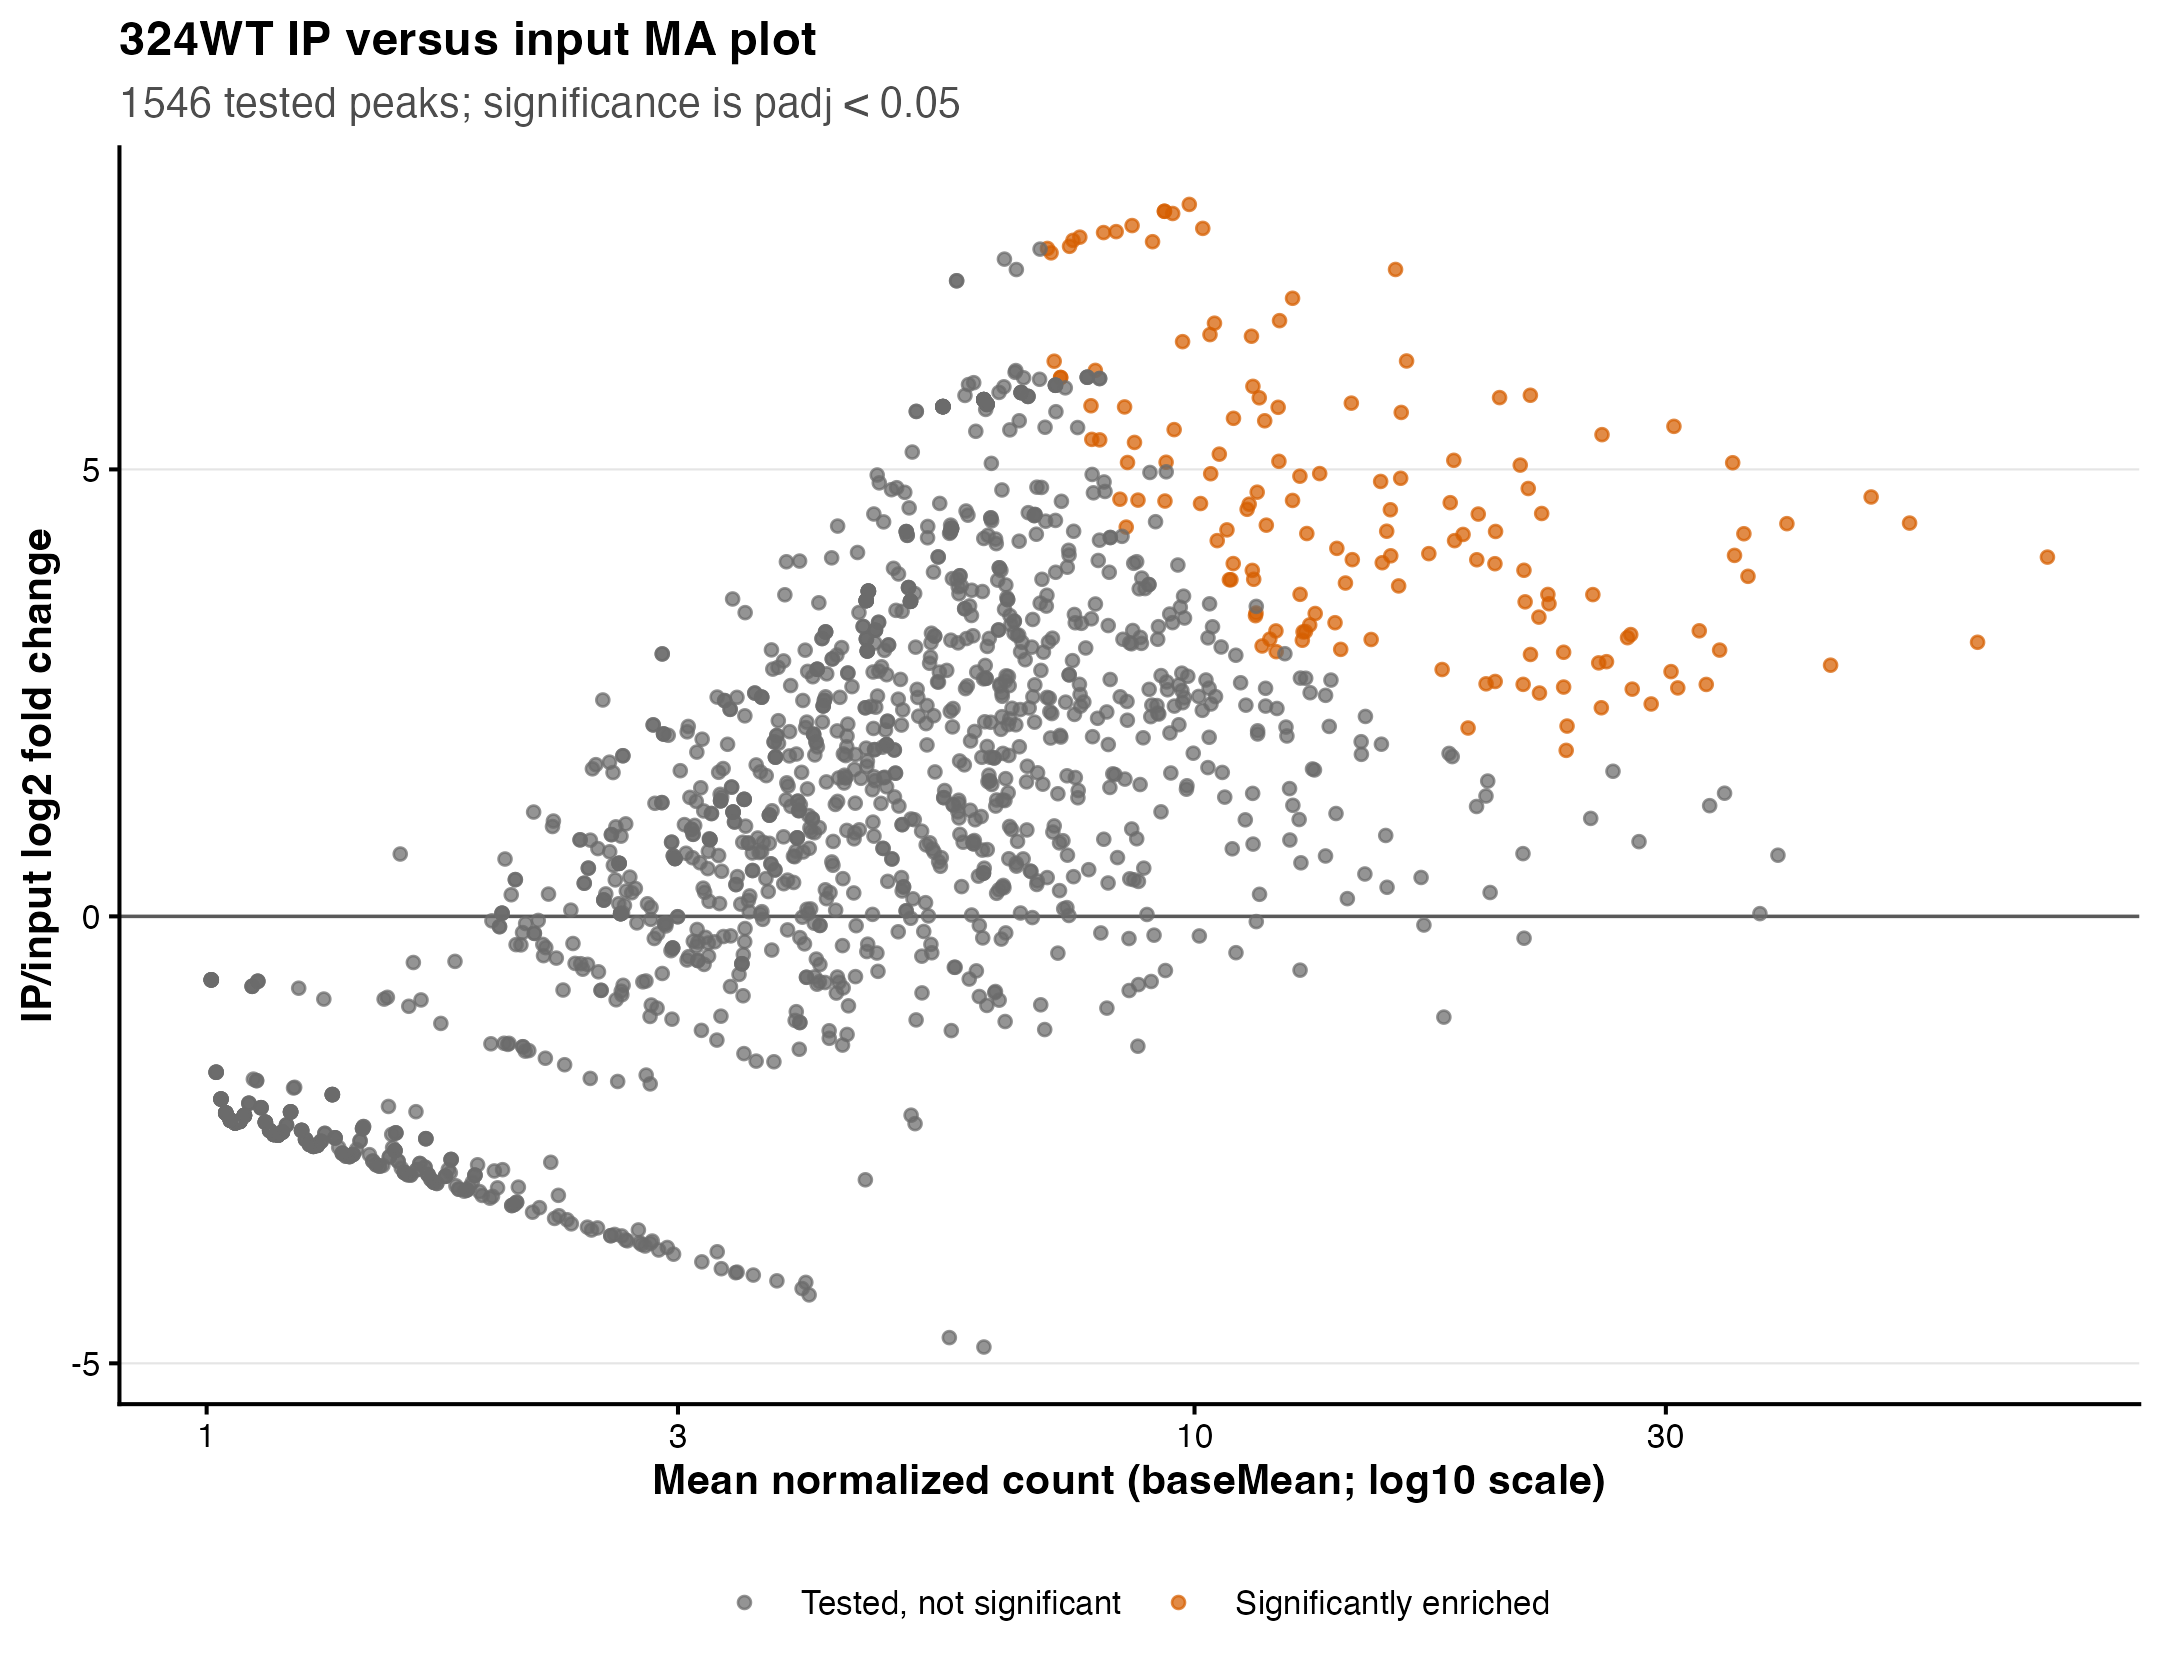 324WT IP versus input MA plot
1546 tested peaks; significance is padj < 0.05
IP/input log2 fold change
5
0
-5
1
3
10
30
Mean normalized count (baseMean; log10 scale)
Tested, not significant
Significantly enriched